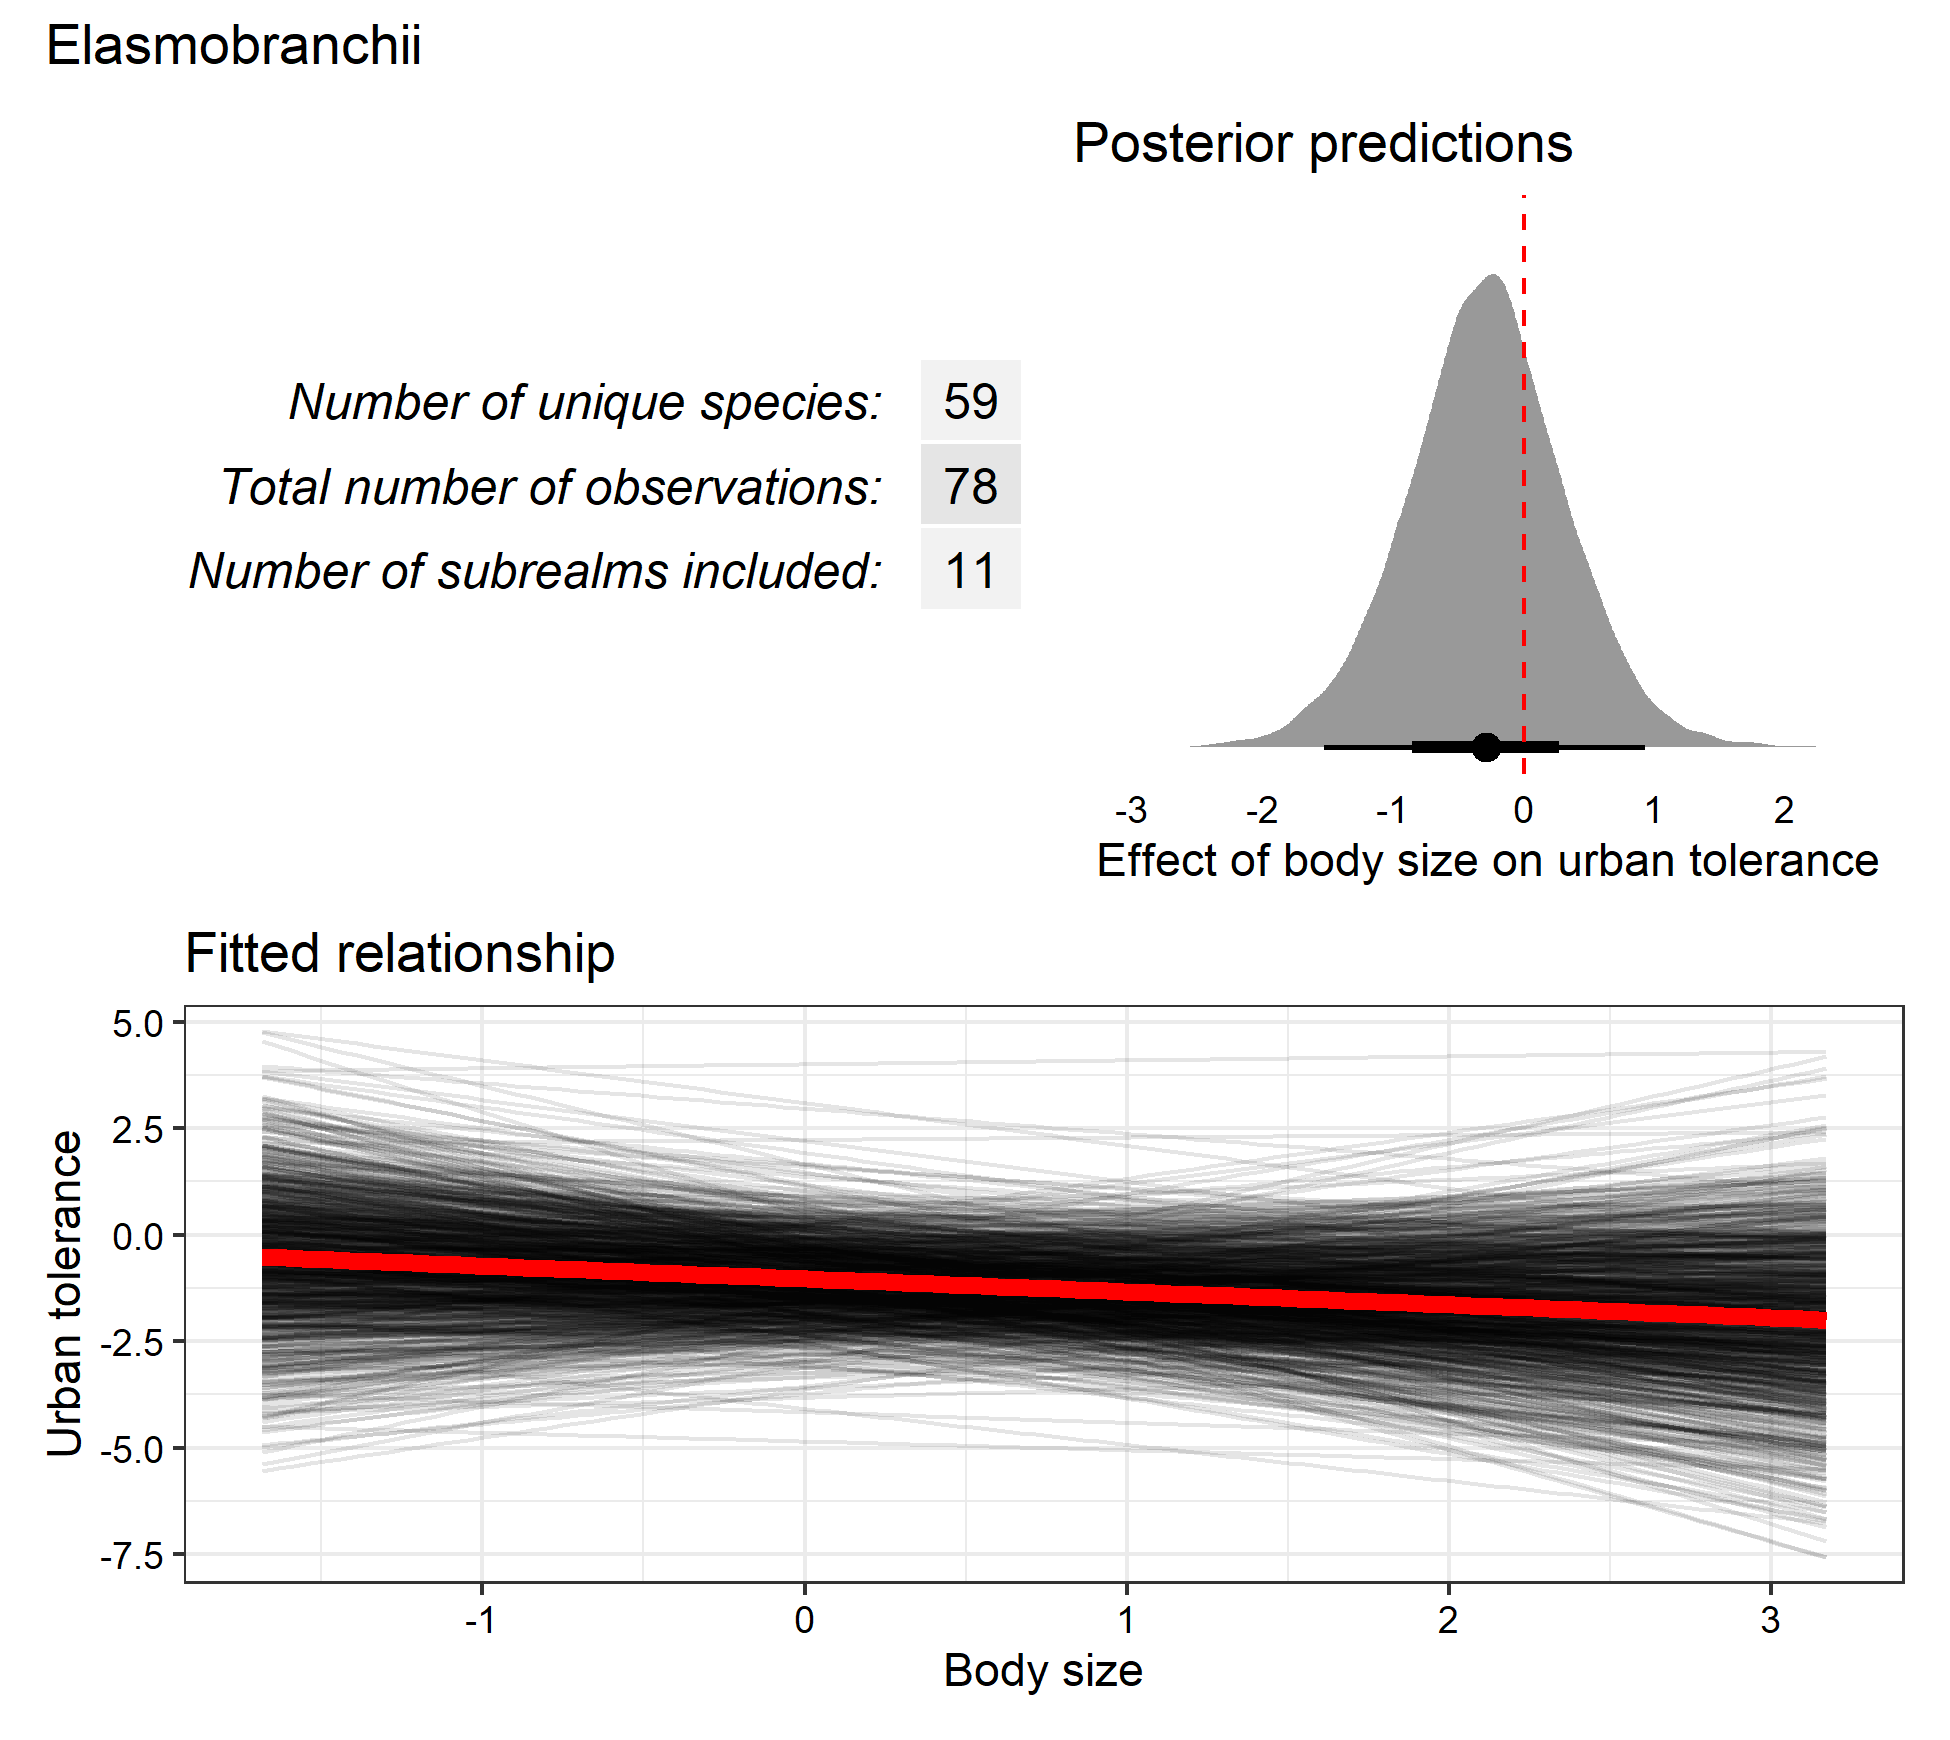 Elasmobranchii
Posterior predictions
Number of unique species: 59
Total number of observations: 78
Number of subrealms included: 11
-3 -2 -1 0 1 2
Effect of body size on urban tolerance
Fitted relationship
5.0
2.5
0.0
-2.5
-5.0
-7.5
Urban tolerance
-1 0 1 2 3
Body size